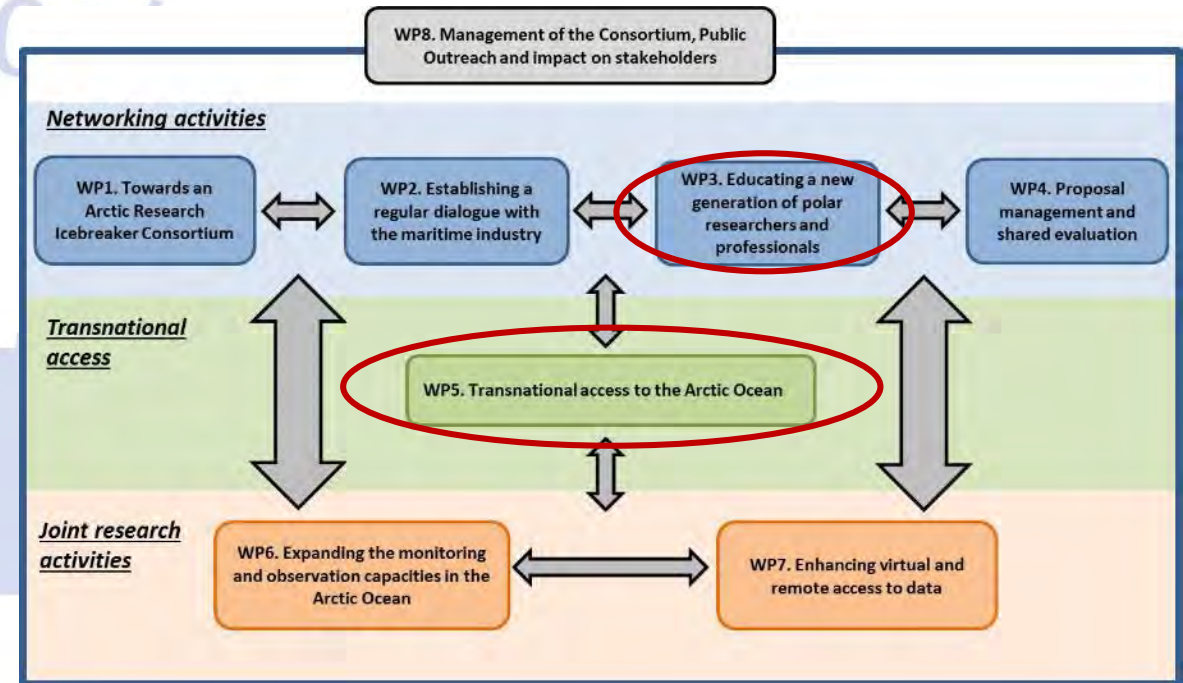 WP8. Management of the Consortium, Public
Outreach and impact on stakeholders
Networking activities
WP1. Towards an
Arctic Research
Icebreaker Consortium
WP2. Establishing a
regular dialogue with
the maritime industry
WP3. Educating a new
generation of polar
researchers and
professionals
WP4. Proposal
management and
shared evaluation
Transnational
access
WP5. Transnational access to the Arctic Ocean
Joint research
activities
WP6. Expanding the monitoring
and observation capacities in the
Arctic Ocean
WP7. Enhancing virtual and
remote access to data